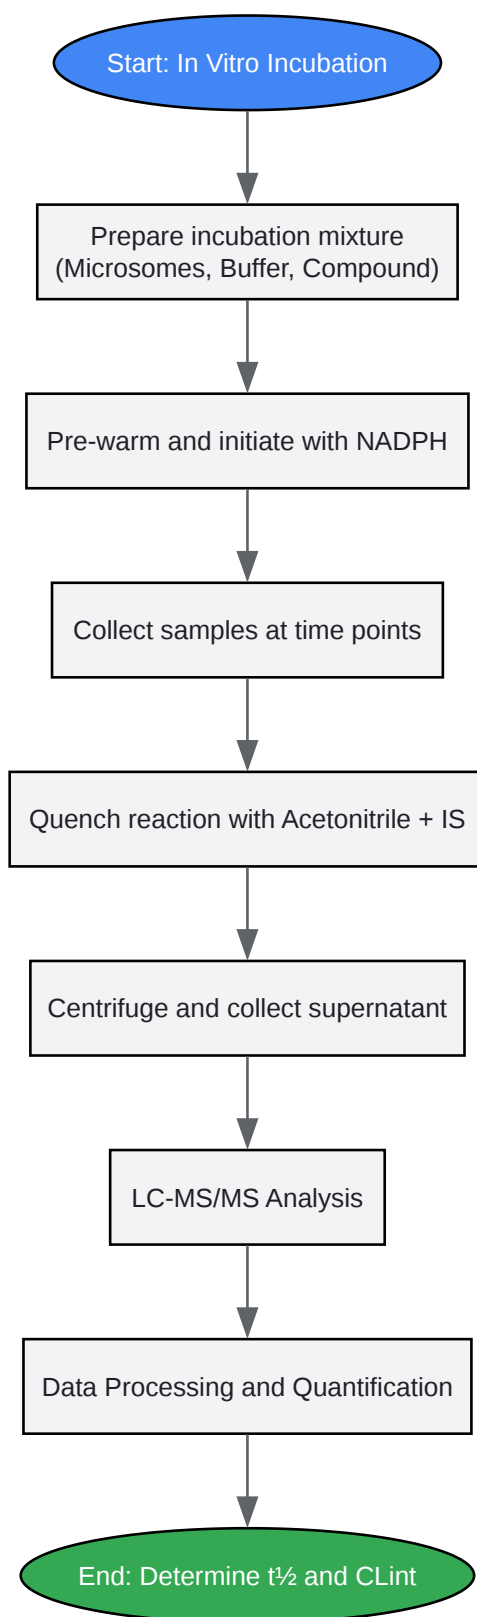 Start: In Vitro Incubation
Prepare incubation mixture
(Microsomes, Buffer, Compound)
Pre-warm and initiate with NADPH
Collect samples at time points
Quench reaction with Acetonitrile + IS
Centrifuge and collect supernatant
LC-MS/MS Analysis
Data Processing and Quantification
End: Determine t½ and CLint